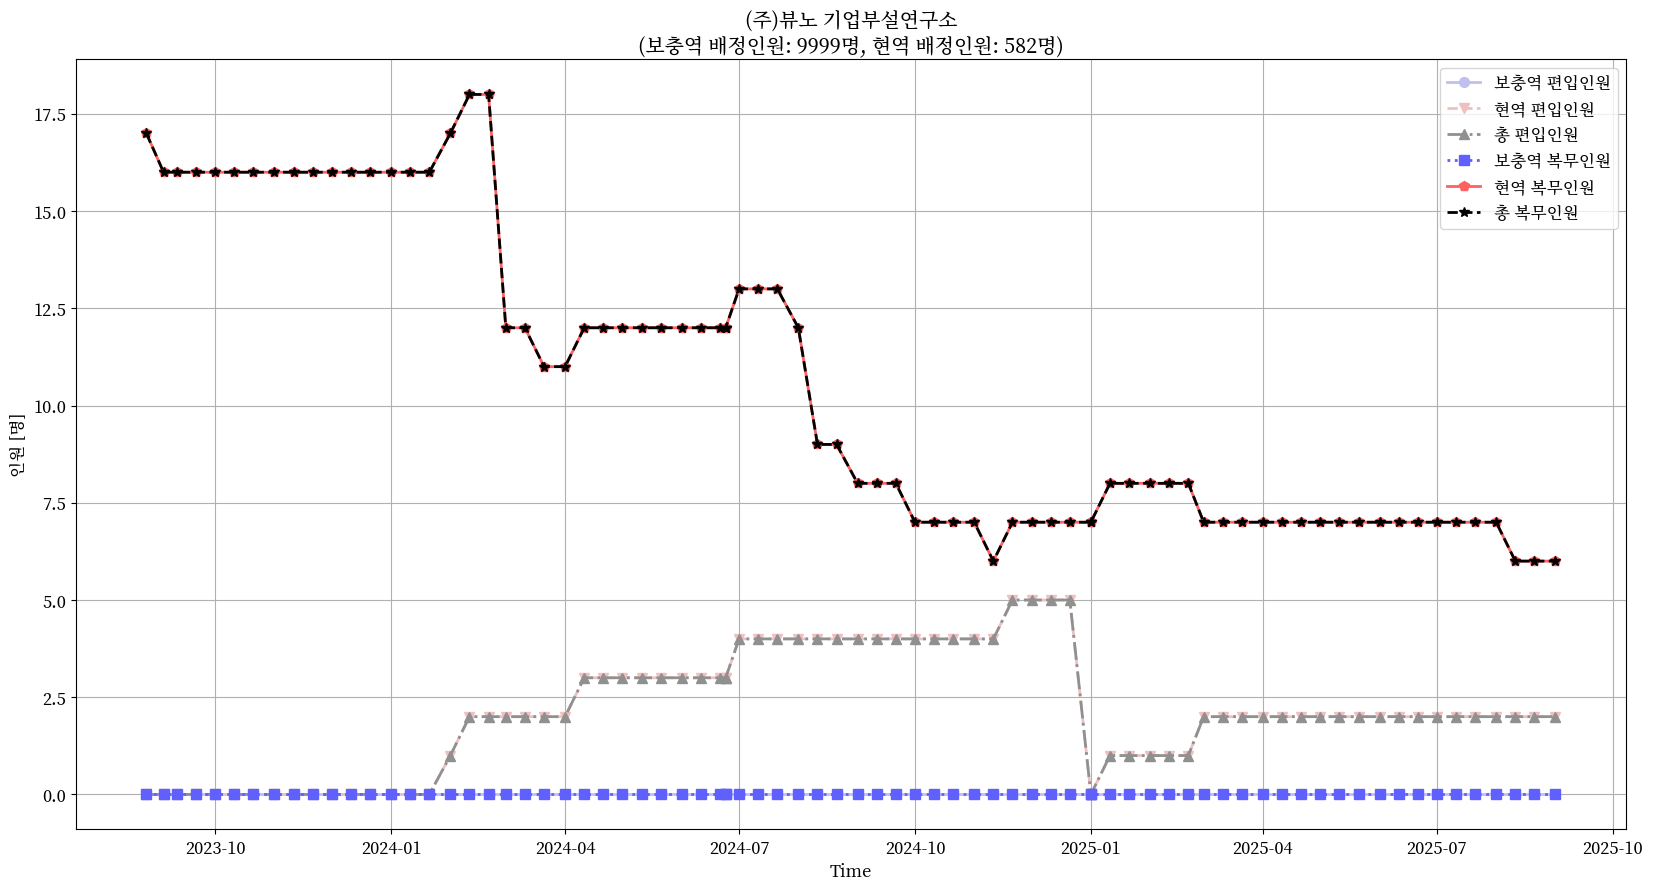 (주)뷰노 기업부설연구소
(보충역 배정인원: 9999명, 현역 배정인원: 582명)
보충역 편입인원
현역 편입인원
총 편입인원
보충역 복무인원
현역 복무인원
총 복무인원
17.5
15.0
12.5
10.0
7.5
5.0
2.5
0.0
인원 [명]
2023-10
2024-01
2024-04
2024-07
2024-10
2025-01
2025-04
2025-07
2025-10
Time